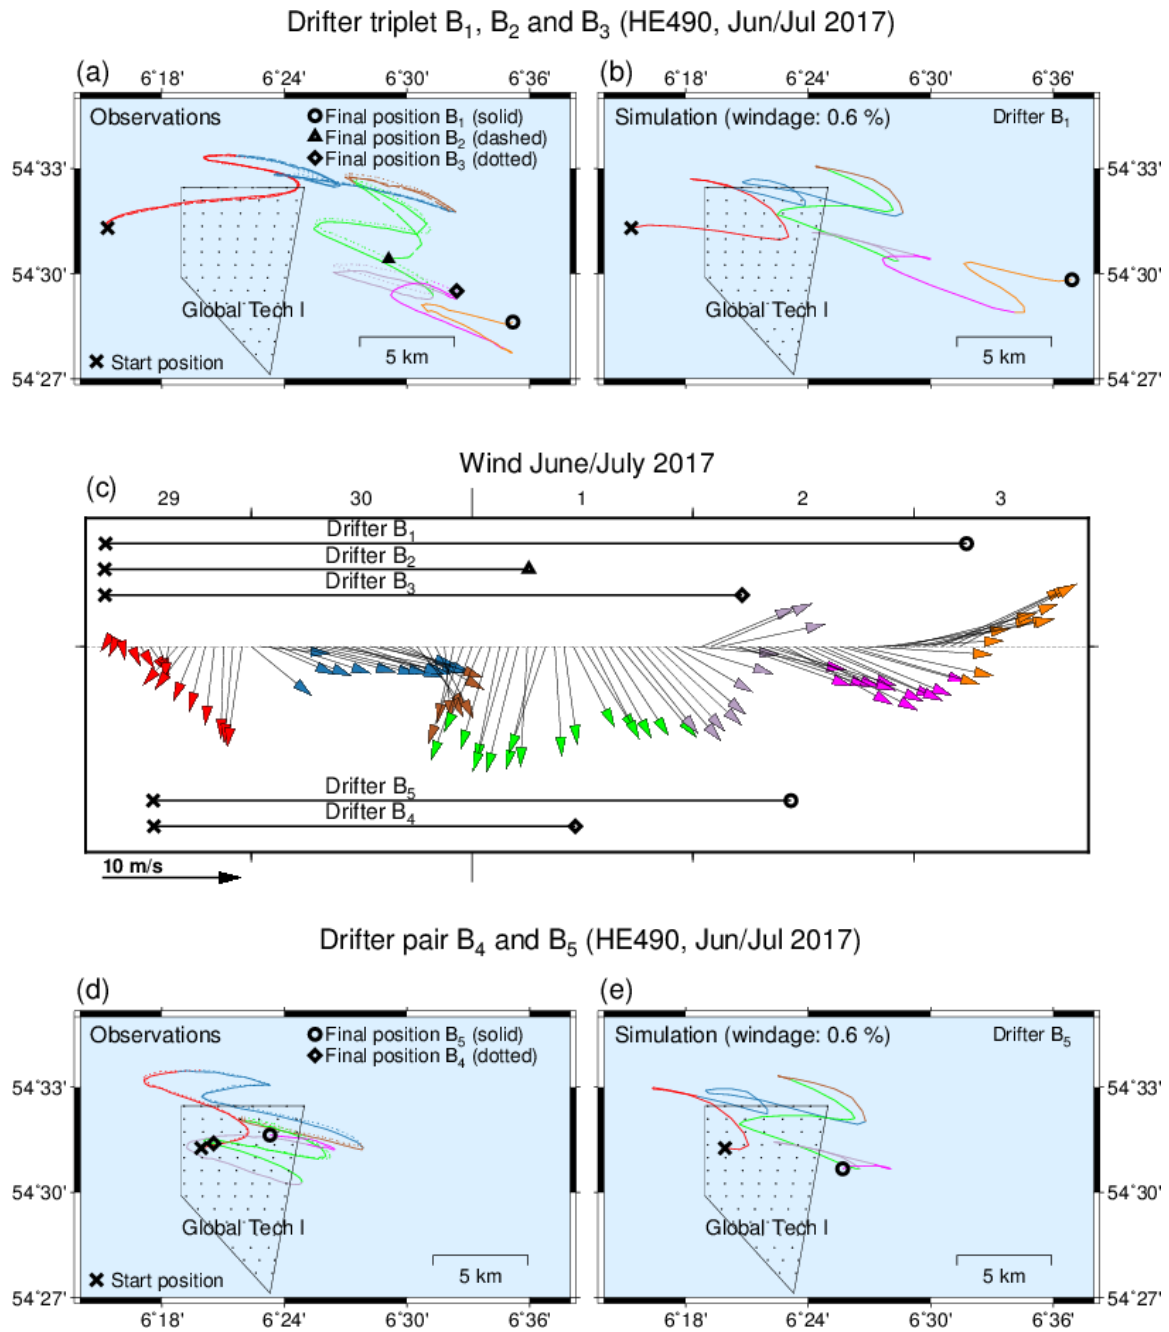 Drifter triplet B1, B2 and B3 (HE490, Jun/Jul 2017)
(a)
6°18' 6°24' 6°30' 6°36'
Observations
Final position B1 (solid)
Final position B2 (dashed)
Final position B3 (dotted)
54°33'
54°30'
54°27'
Global Tech I
5 km
Start position
(b)
6°18' 6°24' 6°30' 6°36'
Simulation (windage: 0.6 %)
Drifter B1
54°33'
54°30'
54°27'
Global Tech I
5 km
Wind June/July 2017
(c)
29 30 1 2 3
Drifter B1
Drifter B2
Drifter B3
Drifter B5
Drifter B4
10 m/s
Drifter pair B4 and B5 (HE490, Jun/Jul 2017)
(d)
Observations
Final position B5 (solid)
Final position B4 (dotted)
54°33'
54°30'
54°27'
Global Tech I
5 km
Start position
6°18' 6°24' 6°30' 6°36'
(e)
Simulation (windage: 0.6 %)
Drifter B5
54°33'
54°30'
54°27'
Global Tech I
5 km
6°18' 6°24' 6°30' 6°36'